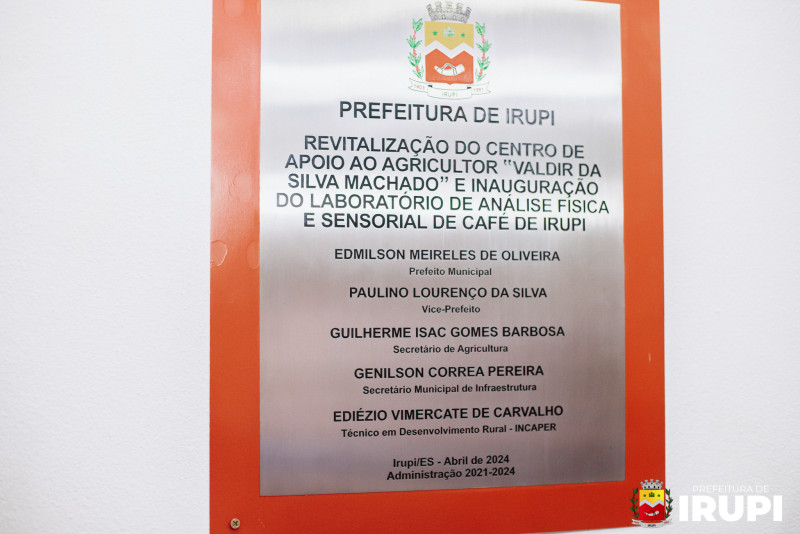 IRUPI
PREFEITURA DE IRUPI
REVITALIZAÇÃO DO CENTRO DE
APOIO AO AGRICULTOR “VALDIR DA
SILVA MACHADO” E INAUGURAÇÃO
DO LABORATÓRIO DE ANÁLISE FÍSICA
E SENSORIAL DE CAFÉ DE IRUPI
EDMILSON MEIRELES DE OLIVEIRA
Prefeito Municipal
PAULINO LOURENÇO DA SILVA
Vice-Prefeito
GUILHERME ISAC GOMES BARBOSA
Secretário de Agricultura
GENILSON CORREA PEREIRA
Secretário Municipal de Infraestrutura
EDIÉZIO VIMERCATE DE CARVALHO
Técnico em Desenvolvimento Rural - INCAPER
Irupi/ES - Abril de 2024
Administração 2021-2024
PREFEITURA DE
IRUPI